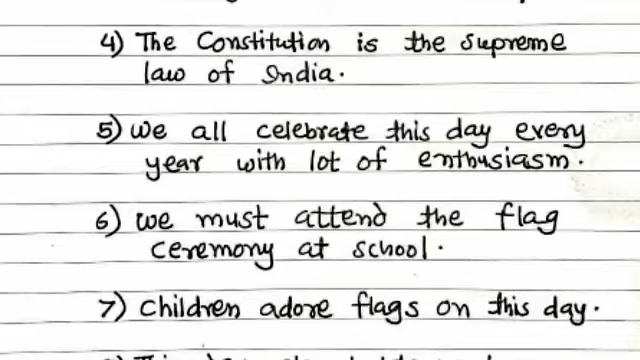 4) The Constitution is the supreme
law of India.
5) We all celebrate this day every
year with lot of enthusiasm.
6) We must attend the flag
ceremony at school.
7) Children adore flags on this day.